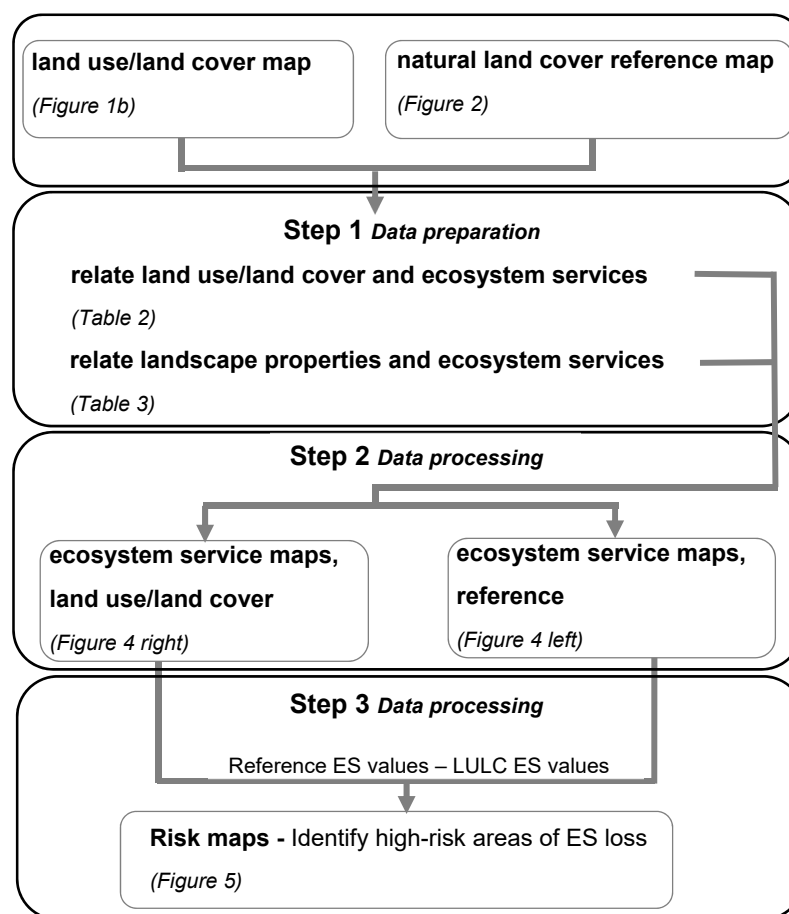 land use/land cover map
(Figure 1b)
natural land cover reference map
(Figure 2)
Step 1 Data preparation
relate land use/land cover and ecosystem services
(Table 2)
relate landscape properties and ecosystem services
(Table 3)
Step 2 Data processing
ecosystem service maps,
land use/land cover
(Figure 4 right)
ecosystem service maps,
reference
(Figure 4 left)
Step 3 Data processing
Reference ES values – LULC ES values
Risk maps - Identify high-risk areas of ES loss
(Figure 5)